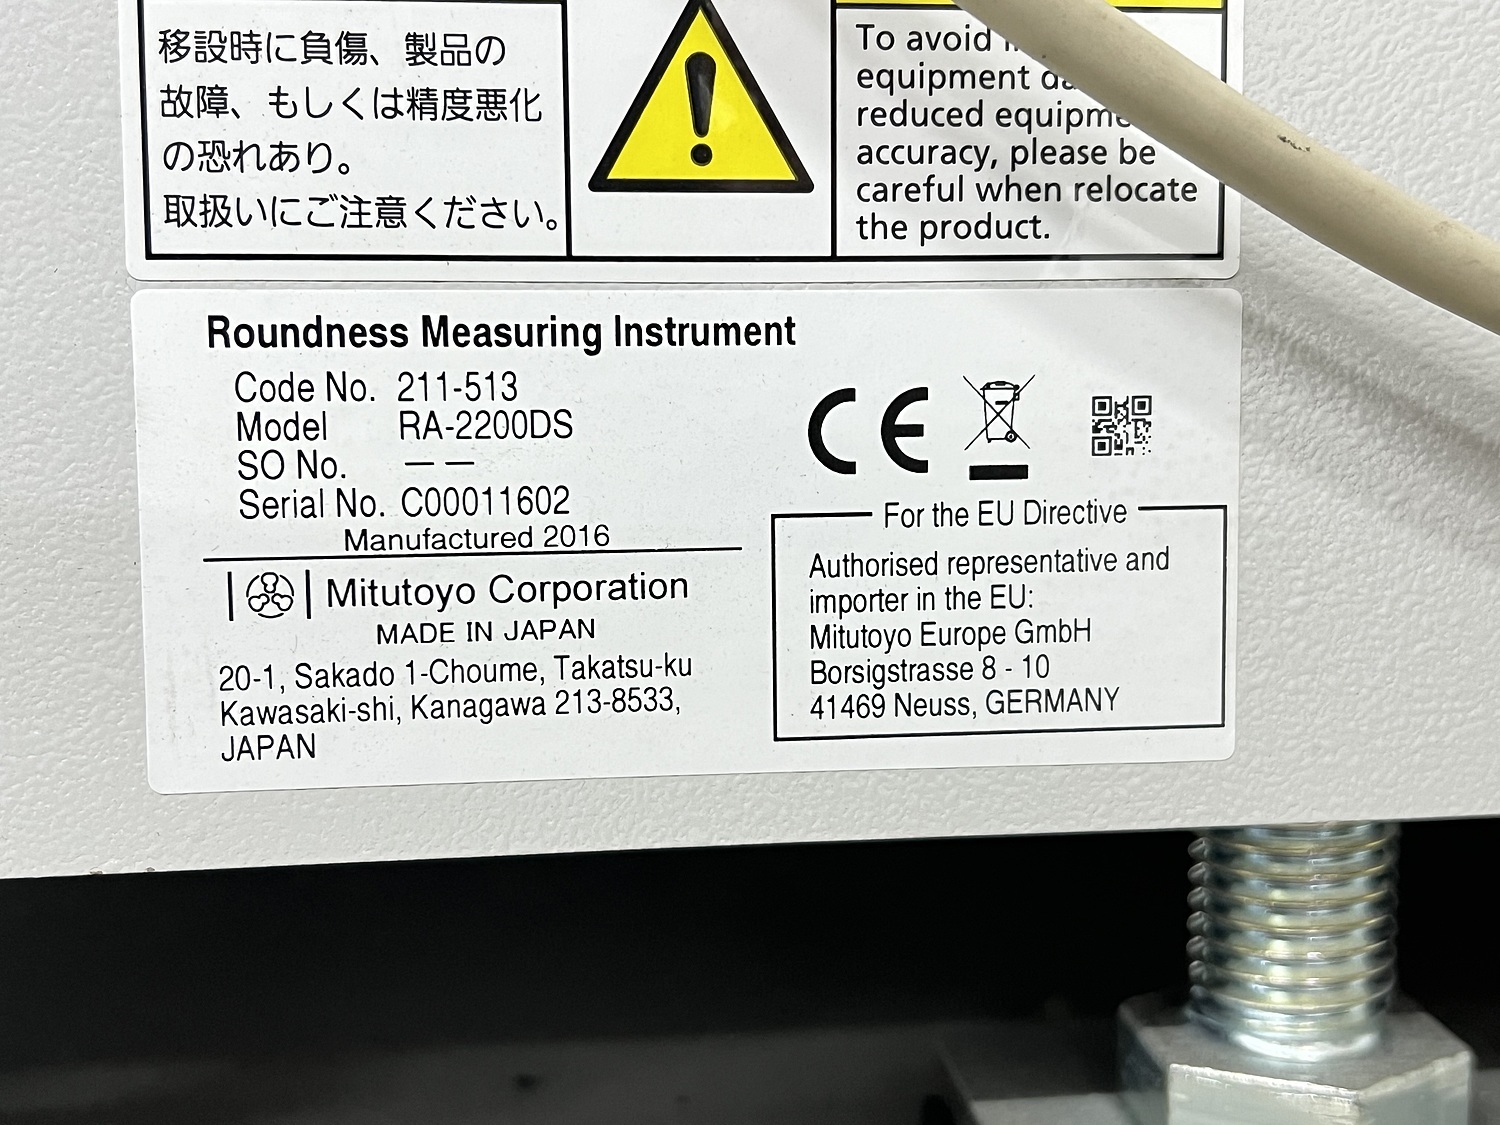 移設時に負傷、製品の
故障、もしくは精度悪化
の恐れあり。
取扱いにご注意ください。
To avoid
equipment
reduced
accuracy, please be
careful when relocate
the product.
Roundness Measuring Instrument
Code No. 211-513
Model RA-2200DS
SO No. — —
Serial No. C00011602
Manufactured 2016
Mitutoyo Corporation
MADE IN JAPAN
20-1, Sakado 1-Choume, Takatsu-ku
Kawasaki-shi, Kanagawa 213-8533,
JAPAN
CE
For the EU Directive
Authorised representative and
importer in the EU:
Mitutoyo Europe GmbH
Borsigstrasse 8 - 10
41469 Neuss, GERMANY